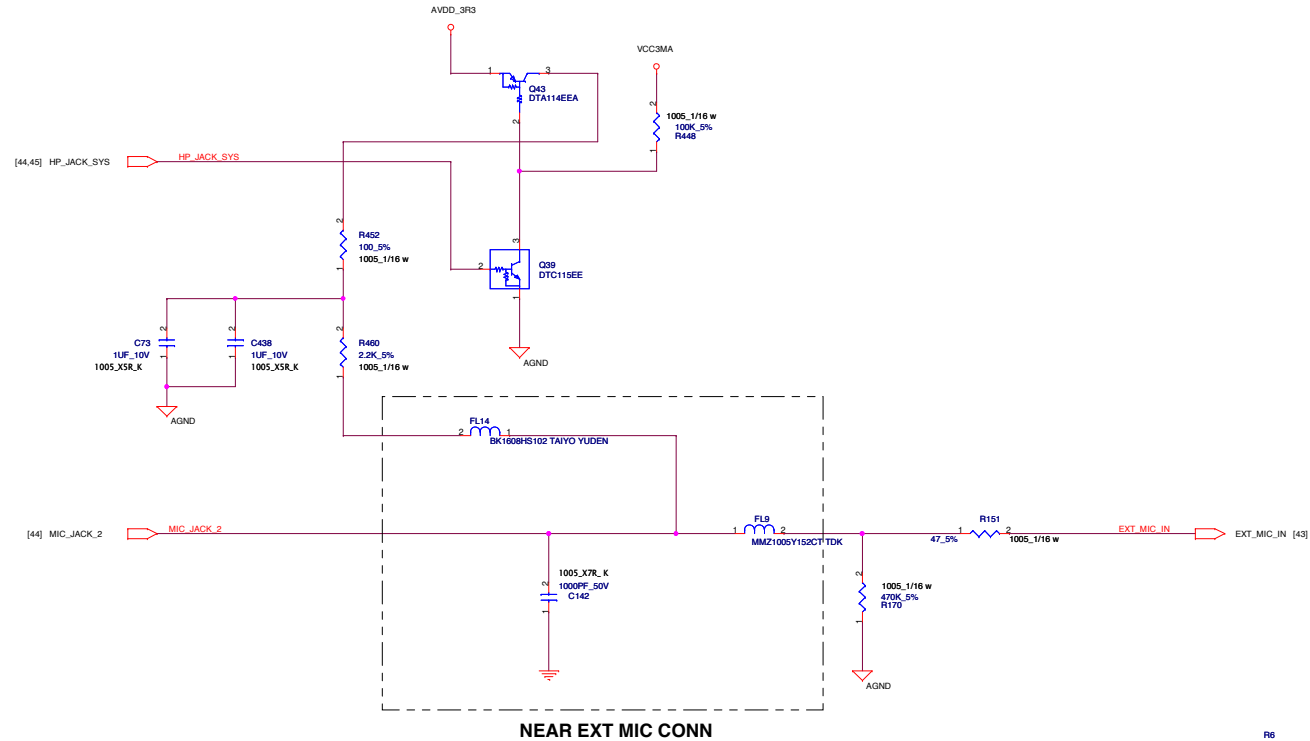 AVDD_3R3
VCC3MA
1
3
Q43
DTA114EEA
2
2
1005_1/16 w
100K_5%
R448
1
[44,45] HP_JACK_SYS
HP_JACK_SYS
2
R452
100_5%
1005_1/16 w
1
3
2
Q39
DTC115EE
1
AGND
2
C73
1UF_10V
1
1005_X5R_K
2
C438
1UF_10V
1
1005_X5R_K
2
R460
2.2K_5%
1005_1/16 w
1
AGND
FL14
2
1
BK1608HS102 TAIYO YUDEN
[44] MIC_JACK_2
MIC_JACK_2
FL9
1
2
MMZ1005Y152CT TDK
R151
1
2
47_5%
1005_1/16 w
EXT_MIC_IN
EXT_MIC_IN [43]
1005_X7R_K
2
1000PF_50V
C142
1
2
1005_1/16 w
470K_5%
R170
1
AGND
NEAR EXT MIC CONN
R6